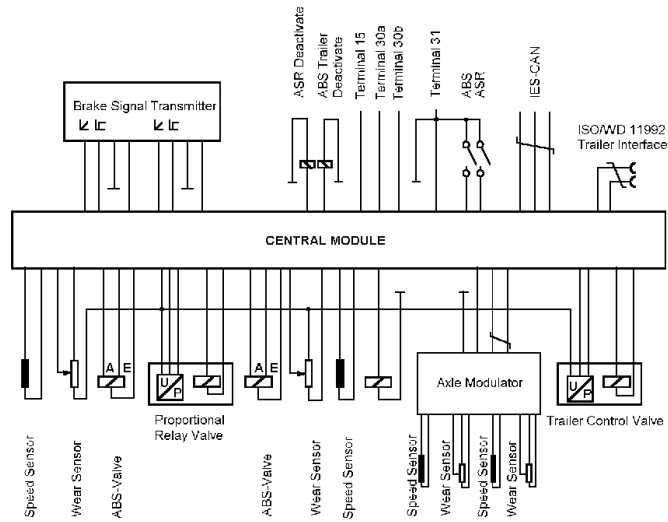 ASR Deactivate
ABS Trailer
Deactivate
Terminal 15
Terminal 30a
Terminal 30b
Terminal 31
ABS
ASR
IES-CAN
Brake Signal Transmitter
ISO/WD 11992
Trailer Interface
CENTRAL MODULE
A E
U
P
A E
U
P
Axle Modulator
Proportional
Relay Valve
Trailer Control Valve
Speed Sensor
Wear Sensor
ABS-Valve
ABS-Valve
Wear Sensor
Speed Sensor
Speed Sensor
Wear Sensor
Speed Sensor
Wear Sensor